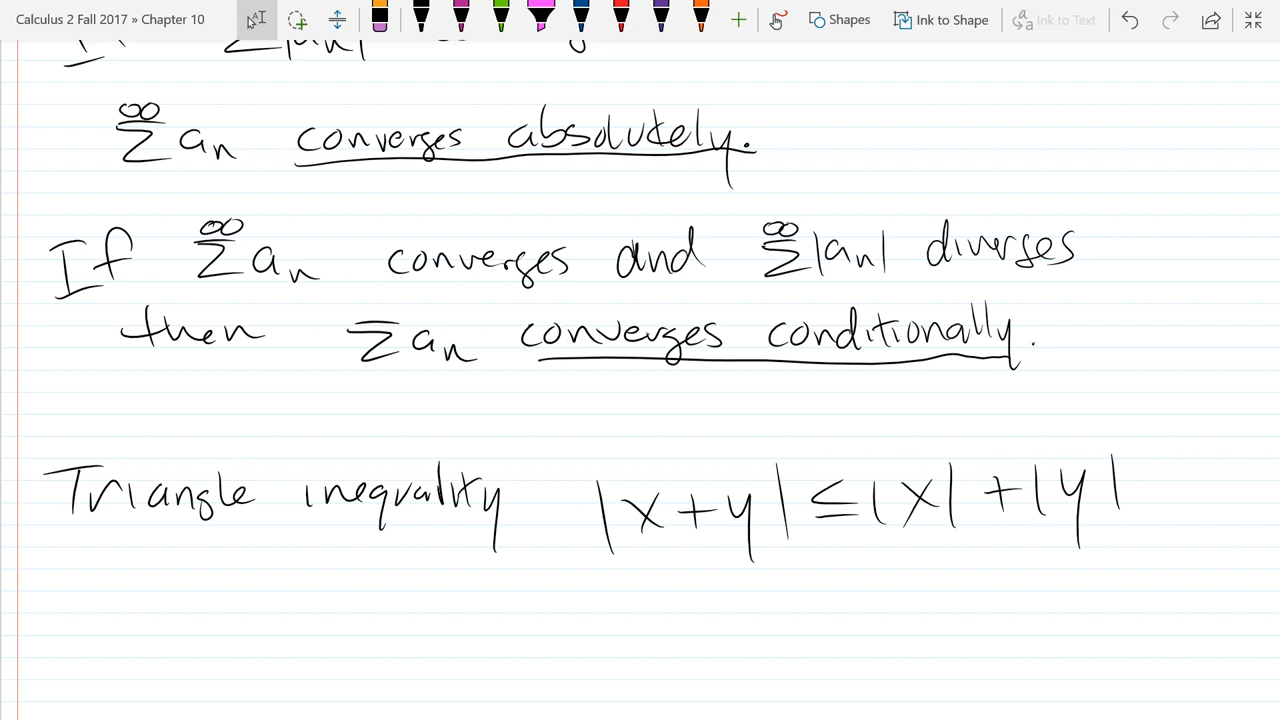 Calculus 2 Fall 2017 » Chapter 10
Shapes
Ink to Shape
Ink to Text
∞
∑ aₙ converges absolutely.
If ∞∑ aₙ converges and ∞∑ |aₙ| diverges
then ∑ aₙ converges conditionally.
Triangle inequality |x + y| ≤ |x| + |y|